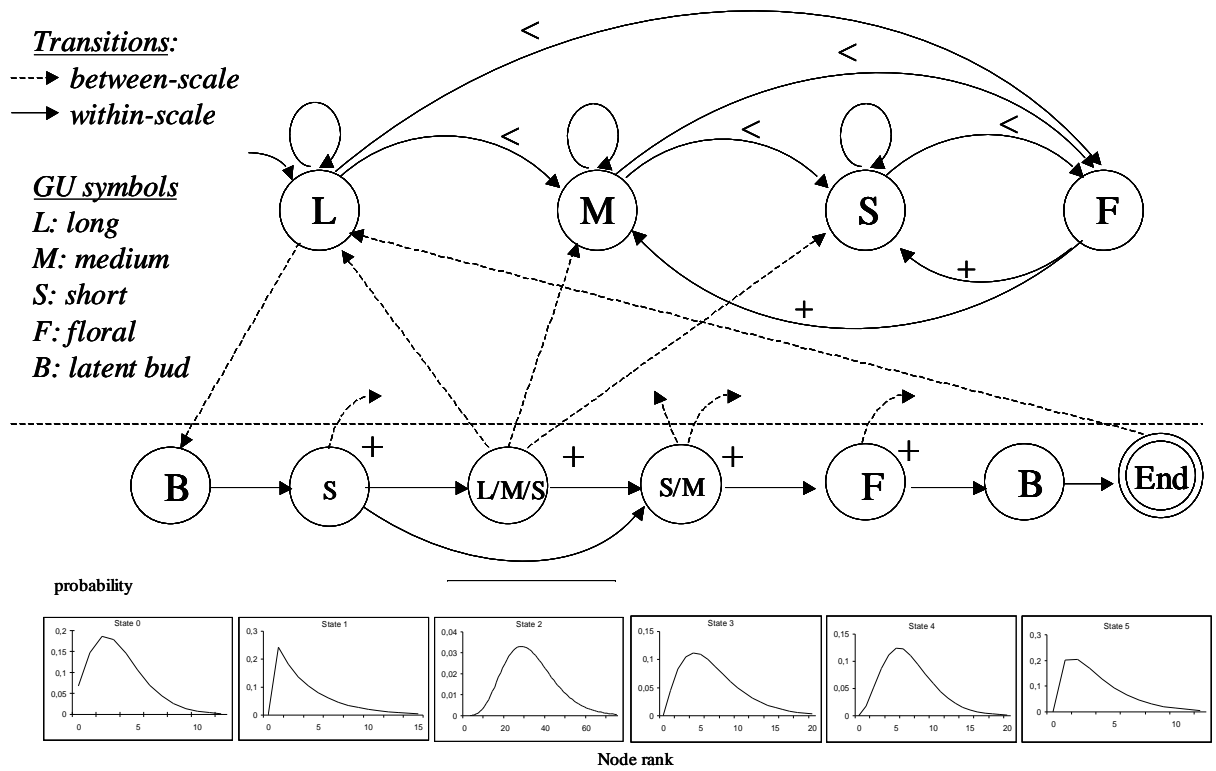 Transitions:
between-scale
within-scale
GU symbols
L: long
M: medium
S: short
F: floral
B: latent bud
< < <
< < <
L M S F
+ +
B s L/M/S S/M F B End
+ + + +
probability
State 0 State 1 State 2 State 3 State 4 State 5
0,2 0,15 0,1 0,05 0
0 5 10
0,3 0,2 0,1 0
0 5 10 15
0,04 0,03 0,02 0,01 0
0 20 40 60
0,15 0,1 0,05 0
0 5 10 15 20
0,15 0,1 0,05 0
0 5 10 15 20
0,3 0,2 0,1 0
0 5 10
Node rank